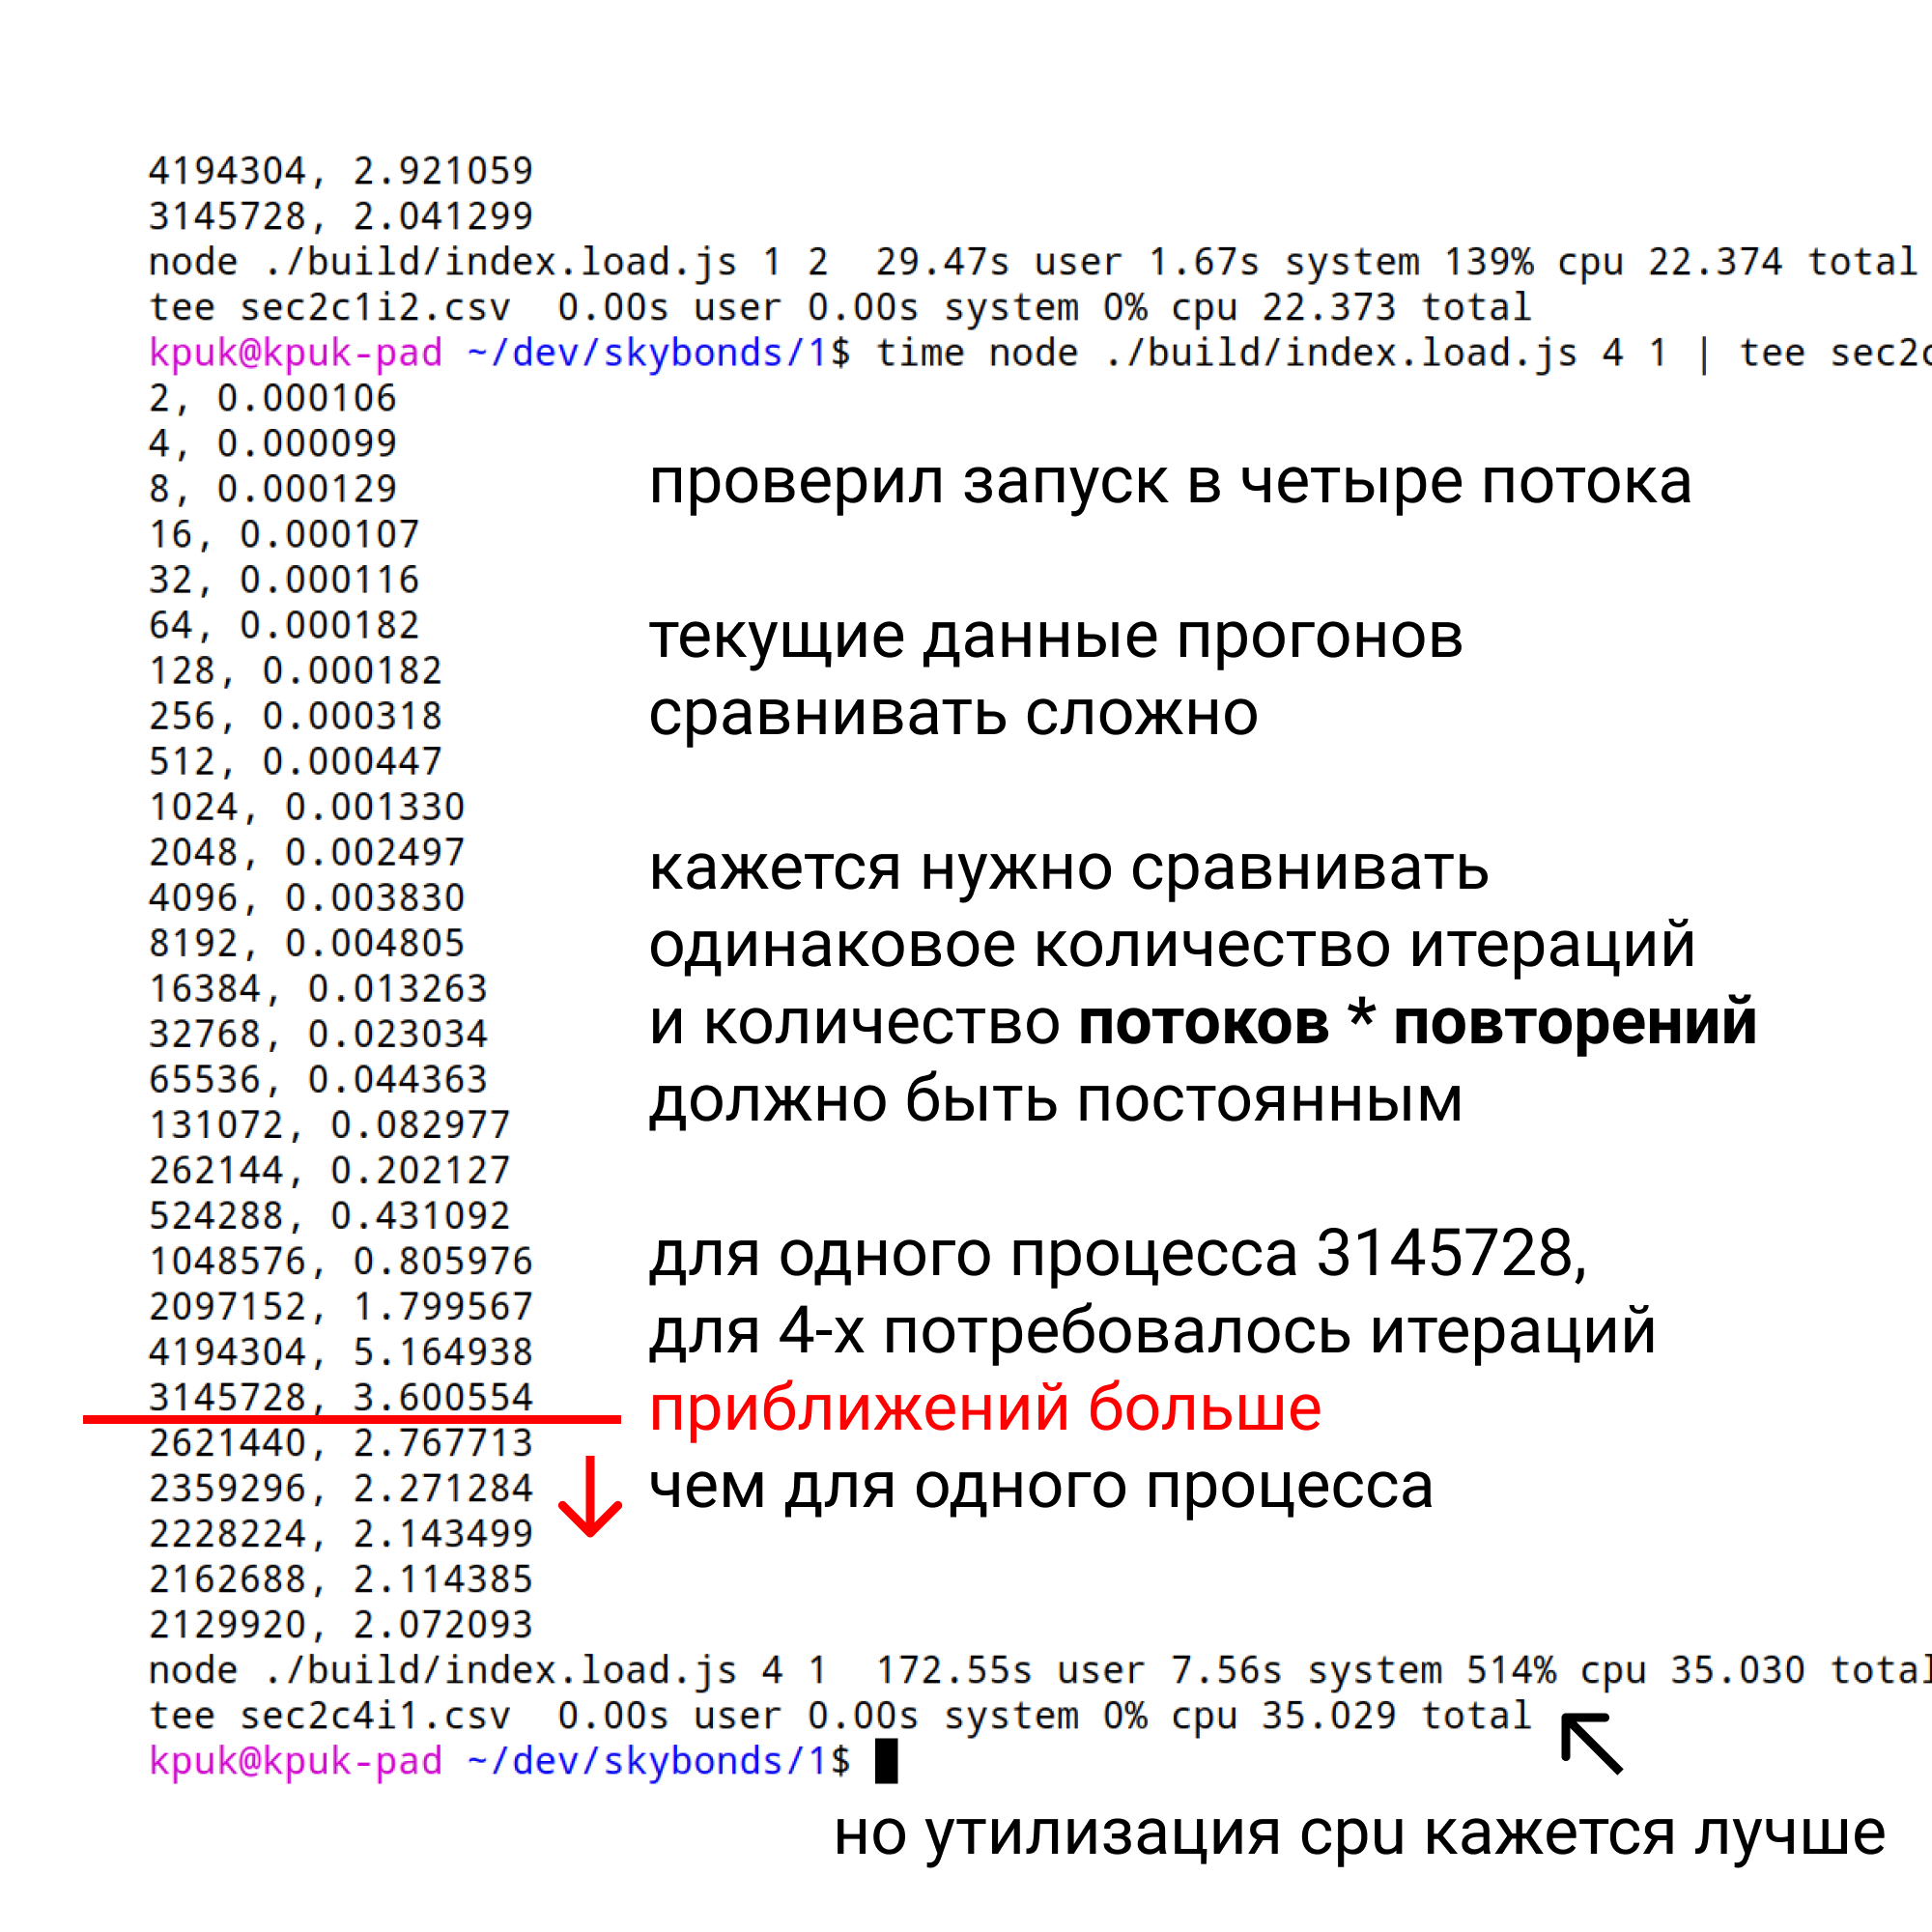 4194304, 2.921059
3145728, 2.041299
node ./build/index.load.js 1 2  29.47s user 1.67s system 139% cpu 22.374 total
tee sec2c1i2.csv  0.00s user 0.00s system 0% cpu 22.373 total
kpuk@kpuk-pad ~/dev/skybonds/1$ time node ./build/index.load.js 4 1 | tee sec2c
2, 0.000106
4, 0.000099
8, 0.000129
16, 0.000107
32, 0.000116
64, 0.000182
128, 0.000182
256, 0.000318
512, 0.000447
1024, 0.001330
2048, 0.002497
4096, 0.003830
8192, 0.004805
16384, 0.013263
32768, 0.023034
65536, 0.044363
131072, 0.082977
262144, 0.202127
524288, 0.431092
1048576, 0.805976
2097152, 1.799567
4194304, 5.164938
3145728, 3.600554
2621440, 2.767713
2359296, 2.271284
2228224, 2.143499
2162688, 2.114385
2129920, 2.072093
node ./build/index.load.js 4 1  172.55s user 7.56s system 514% cpu 35.030 total
tee sec2c4i1.csv  0.00s user 0.00s system 0% cpu 35.029 total
kpuk@kpuk-pad ~/dev/skybonds/1$
проверил запуск в четыре потока
текущие данные прогонов
сравнивать сложно
кажется нужно сравнивать
одинаковое количество итераций
и количество потоков * повторений
должно быть постоянным
для одного процесса 3145728,
для 4-х потребовалось итераций
приближений больше
чем для одного процесса
но утилизация cpu кажется лучше